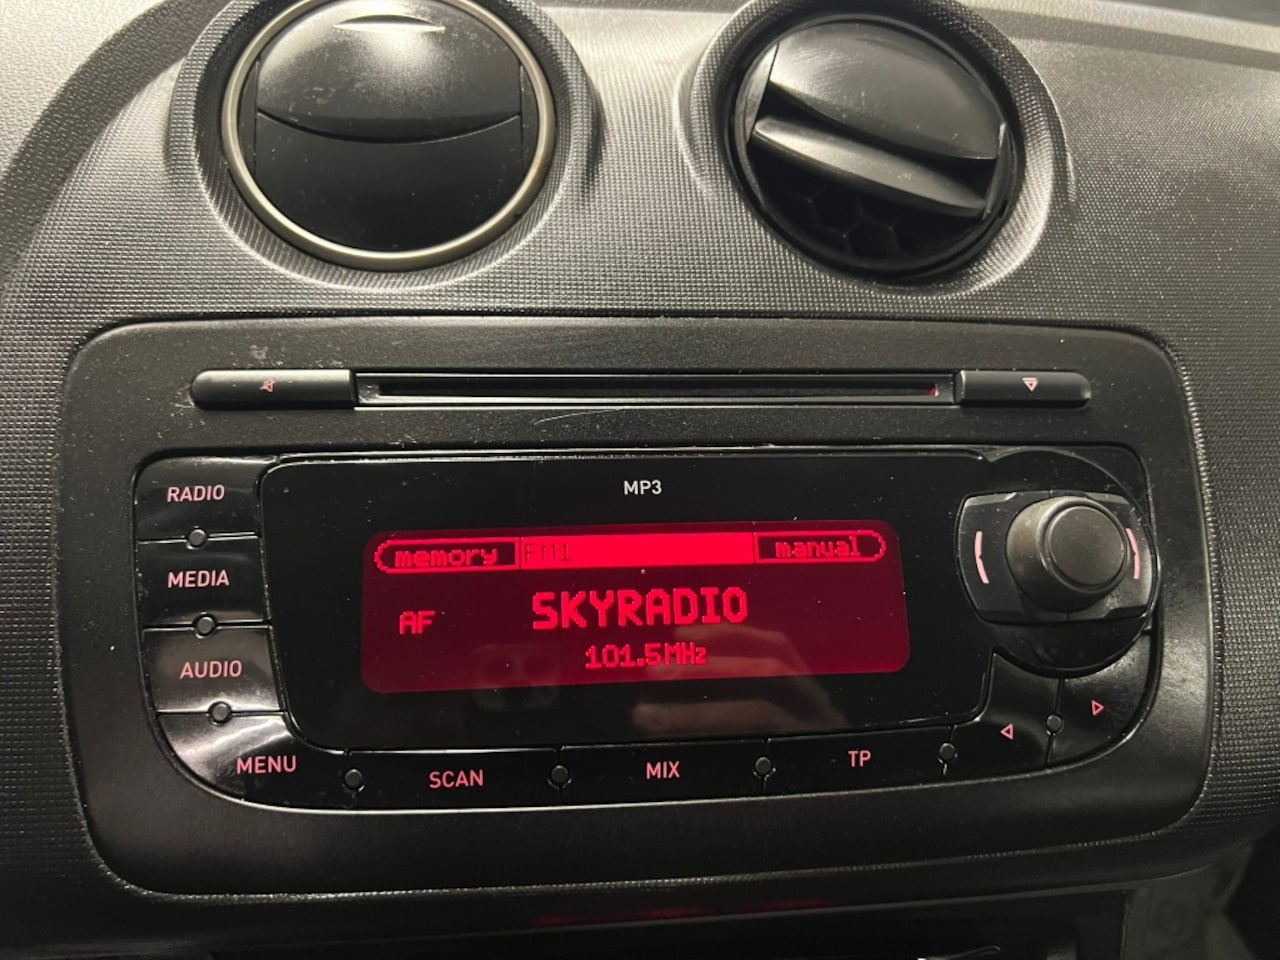 RADIO
MP3
memory FM1 manual
MEDIA
AF SKYRADIO
101.5MHz
AUDIO
MENU
SCAN
MIX
TP